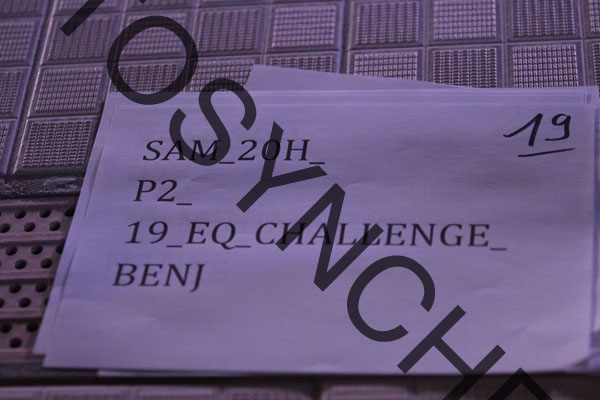 19
SAM_20H_
P2_
19_EQ_CHALLENGE_
BENJ